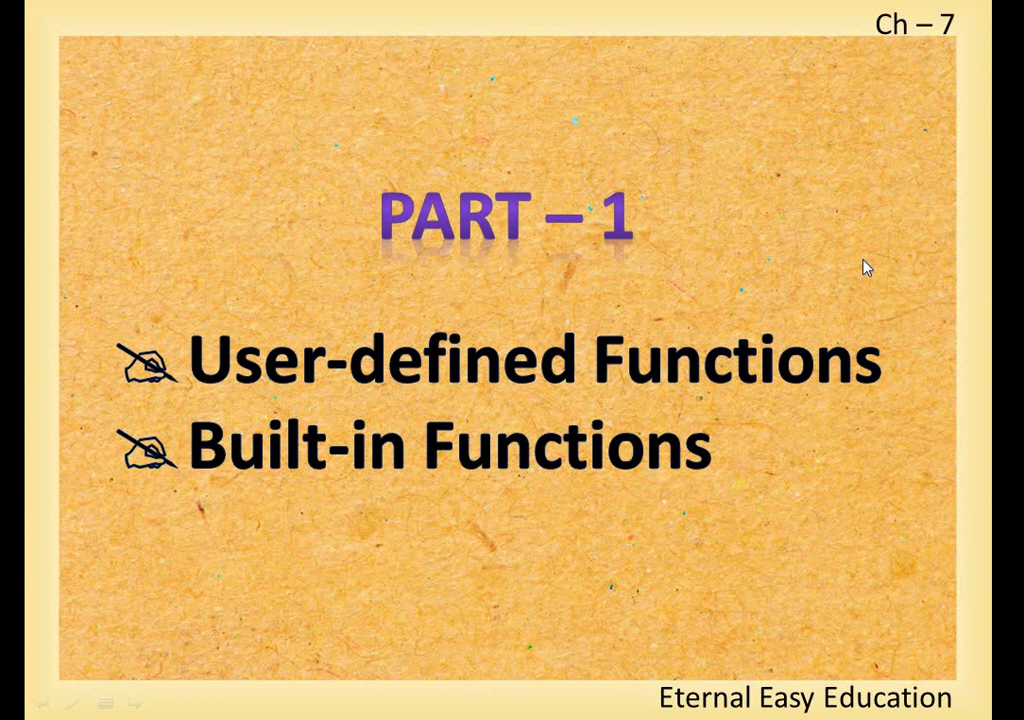 Ch – 7
PART – 1
User-defined Functions
Built-in Functions
Eternal Easy Education